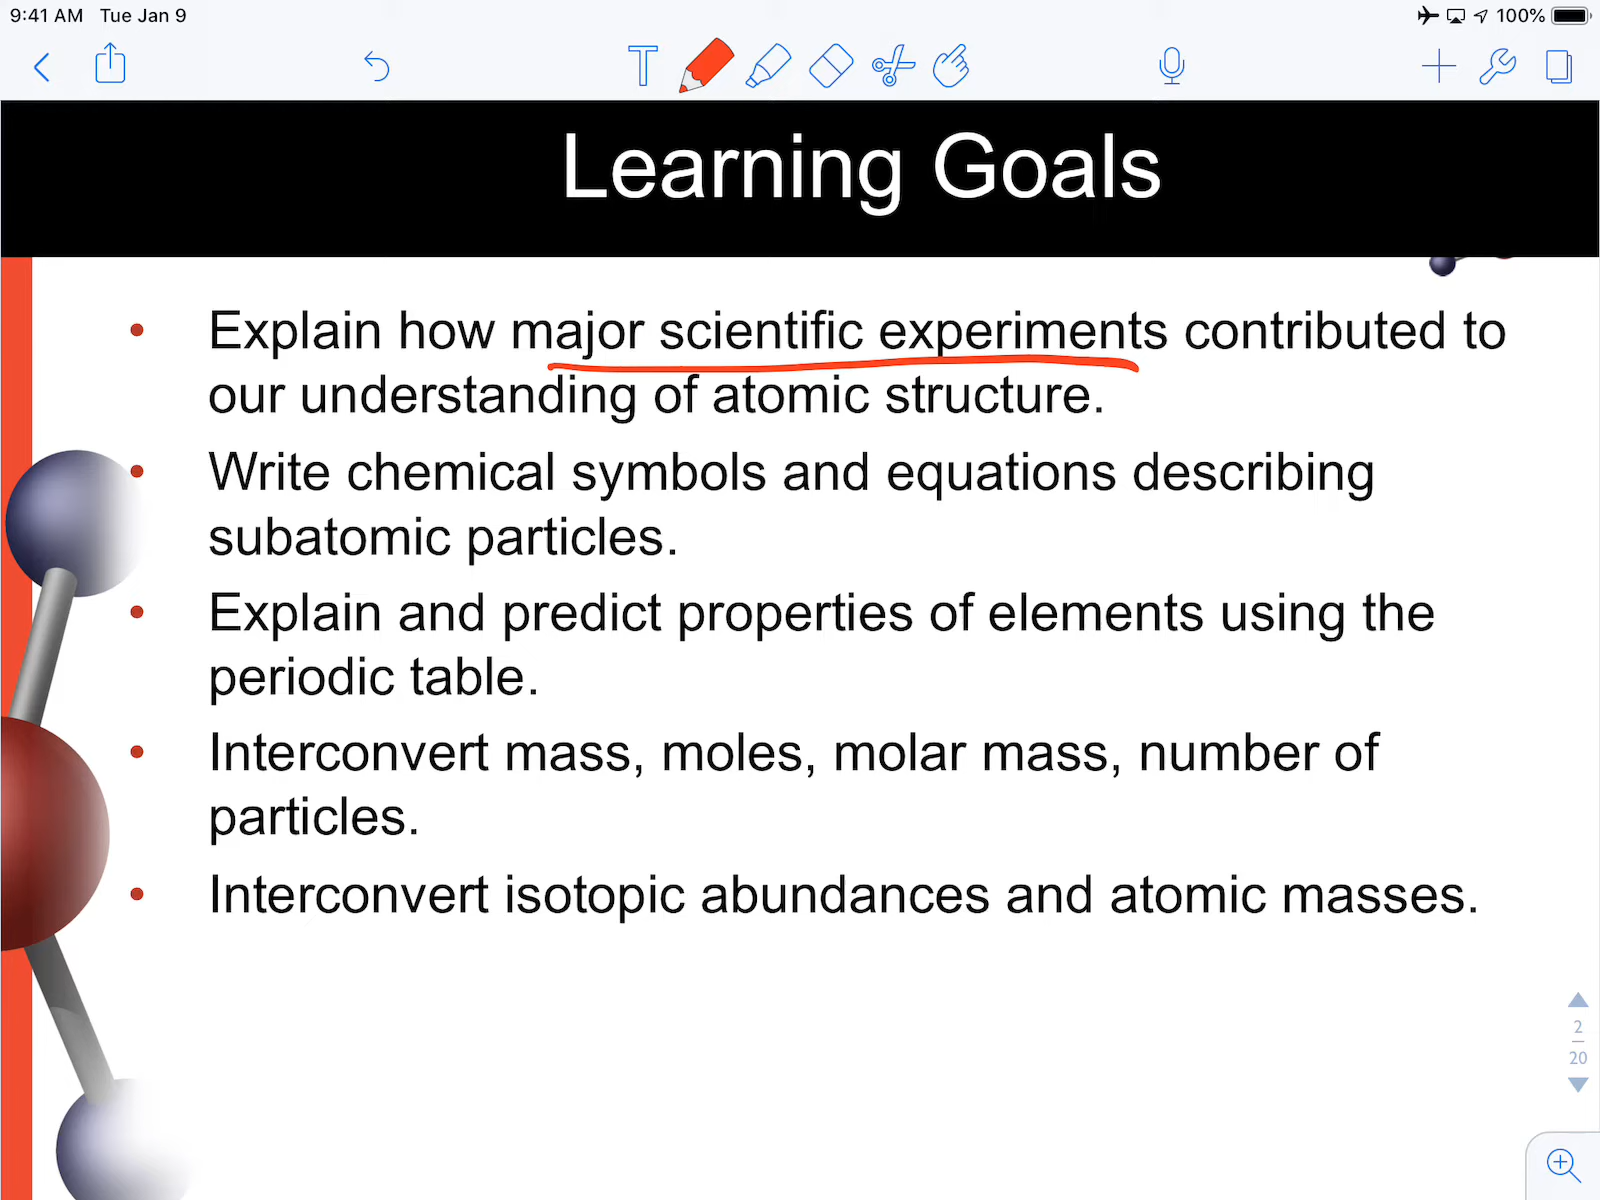 9:41 AM Tue Jan 9 100%
T
Learning Goals
• Explain how major scientific experiments contributed to
our understanding of atomic structure.
• Write chemical symbols and equations describing
subatomic particles.
• Explain and predict properties of elements using the
periodic table.
• Interconvert mass, moles, molar mass, number of
particles.
• Interconvert isotopic abundances and atomic masses.
2
20